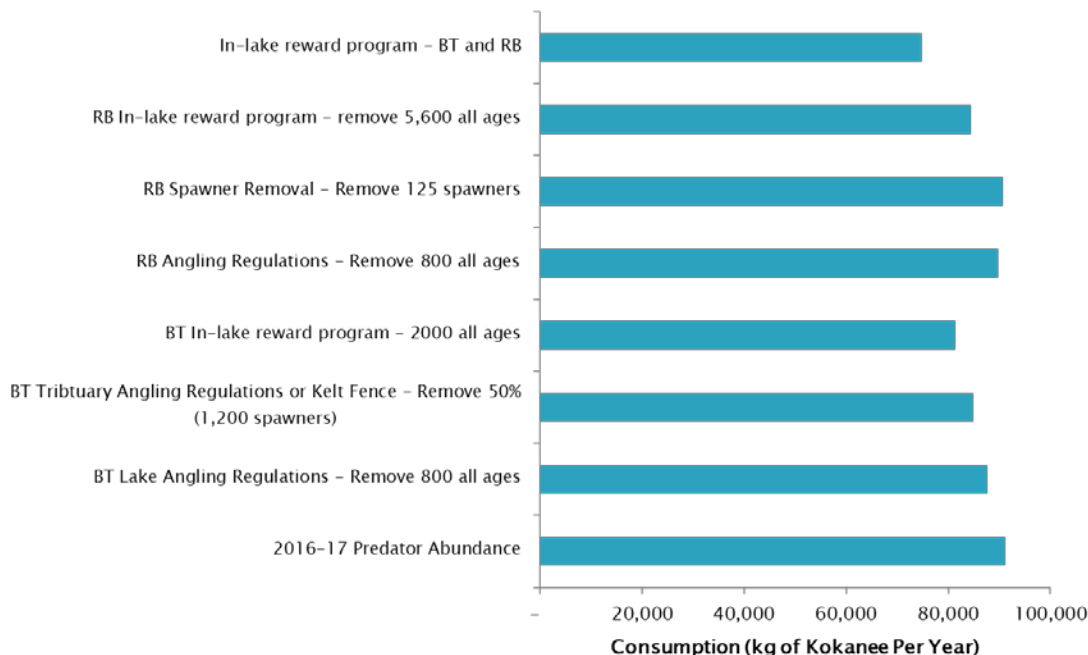 In-lake reward program – BT and RB
RB In-lake reward program – remove 5,600 all ages
RB Spawner Removal – Remove 125 spawners
RB Angling Regulations – Remove 800 all ages
BT In-lake reward program – 2000 all ages
BT Tribtuary Angling Regulations or Kelt Fence – Remove 50%
(1,200 spawners)
BT Lake Angling Regulations – Remove 800 all ages
2016-17 Predator Abundance
– 20,000 40,000 60,000 80,000 100,000
Consumption (kg of Kokanee Per Year)